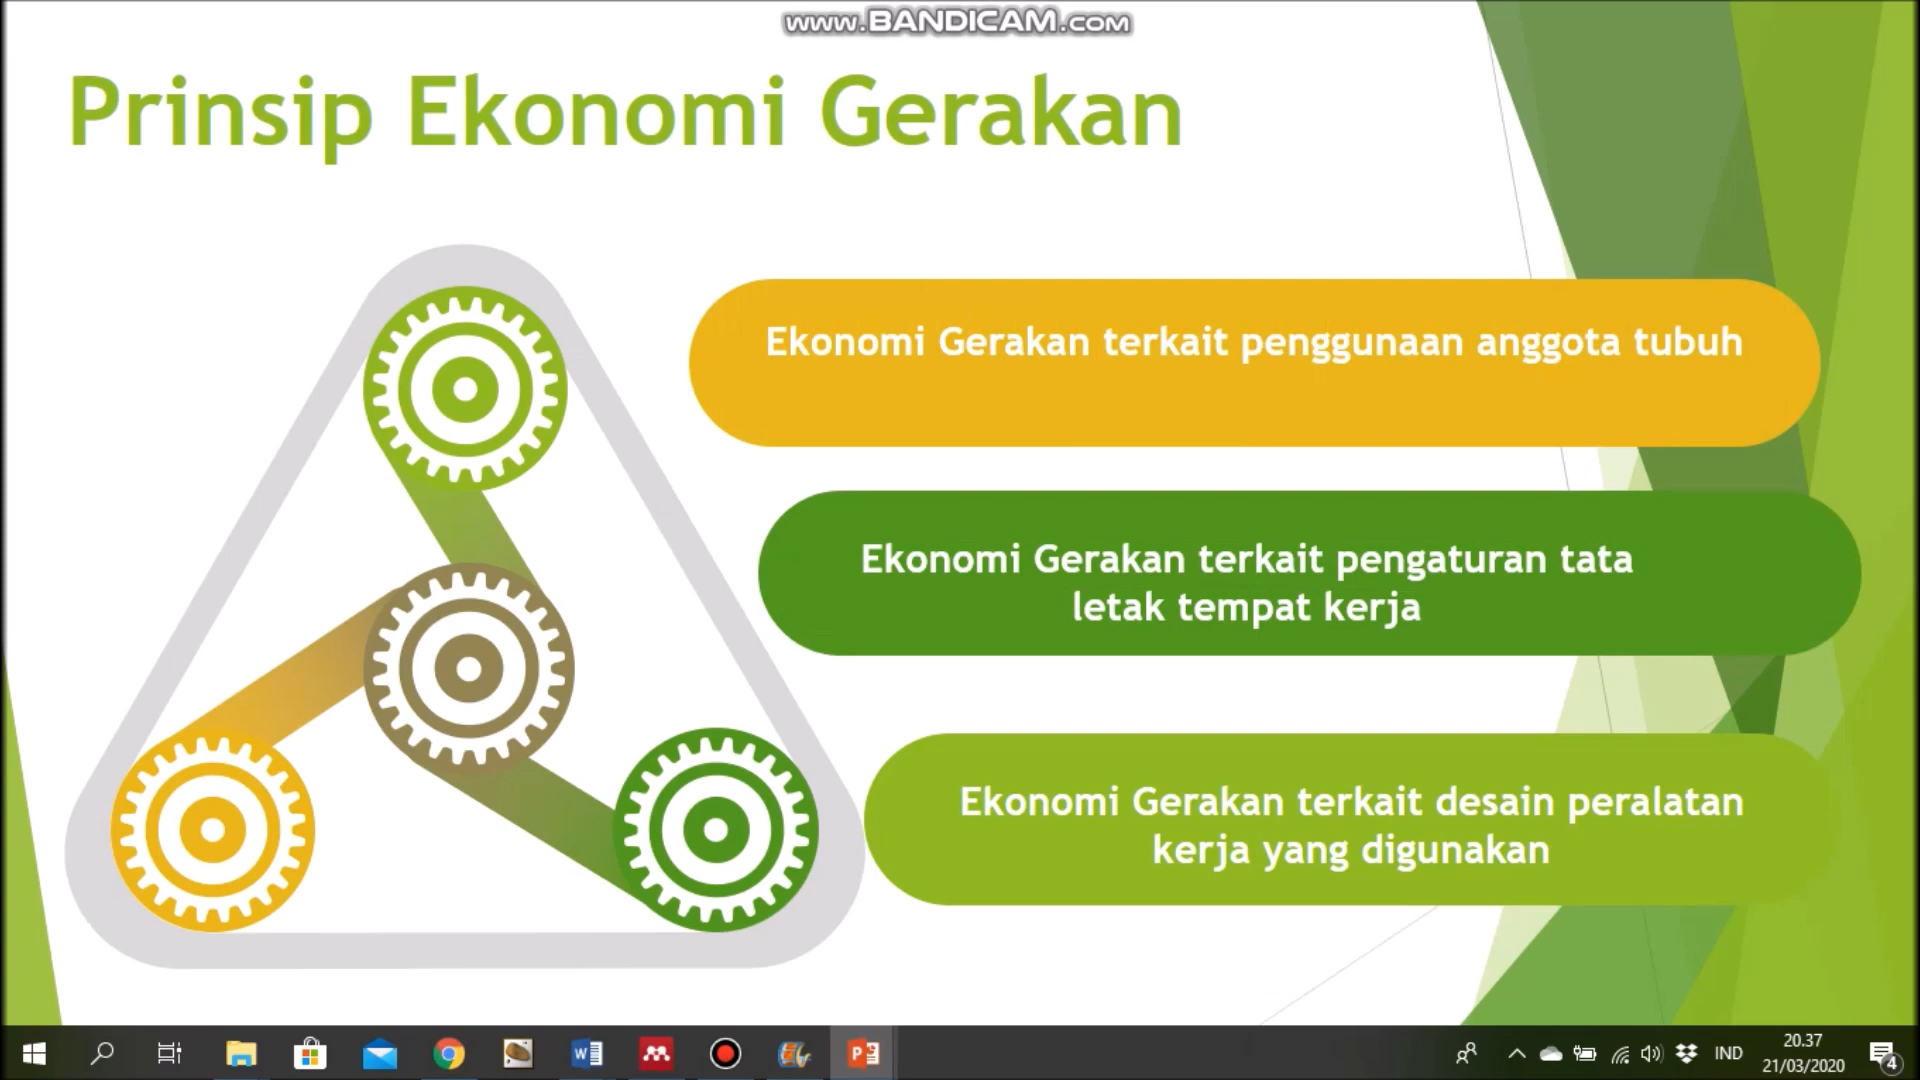 www.BANDICAM.com
Prinsip Ekonomi Gerakan
Ekonomi Gerakan terkait penggunaan anggota tubuh
Ekonomi Gerakan terkait pengaturan tata
letak tempat kerja
Ekonomi Gerakan terkait desain peralatan
kerja yang digunakan
IND
20.37
21/03/2020
4